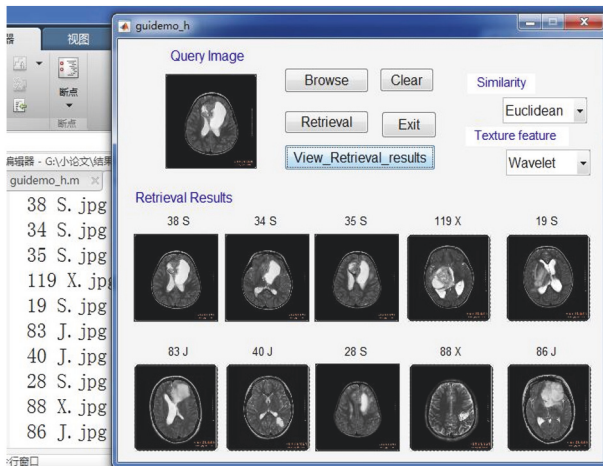 器
视图
断点
断点
编辑器 - G:\小论文\结果
guidemo_h.m
38 S.jpg
34 S.jpg
35 S.jpg
119 X.jpg
19 S.jpg
83 J.jpg
40 J.jpg
28 S.jpg
88 X.jpg
86 J.jpg
行窗口
guidemo_h
Query Image
Browse
Clear
Similarity
Retrieval
Exit
Euclidean
Texture feature
View_Retrieval_results
Wavelet
Retrieval Results
38 S 34 S 35 S 119 X 19 S
83 J 40 J 28 S 88 X 86 J